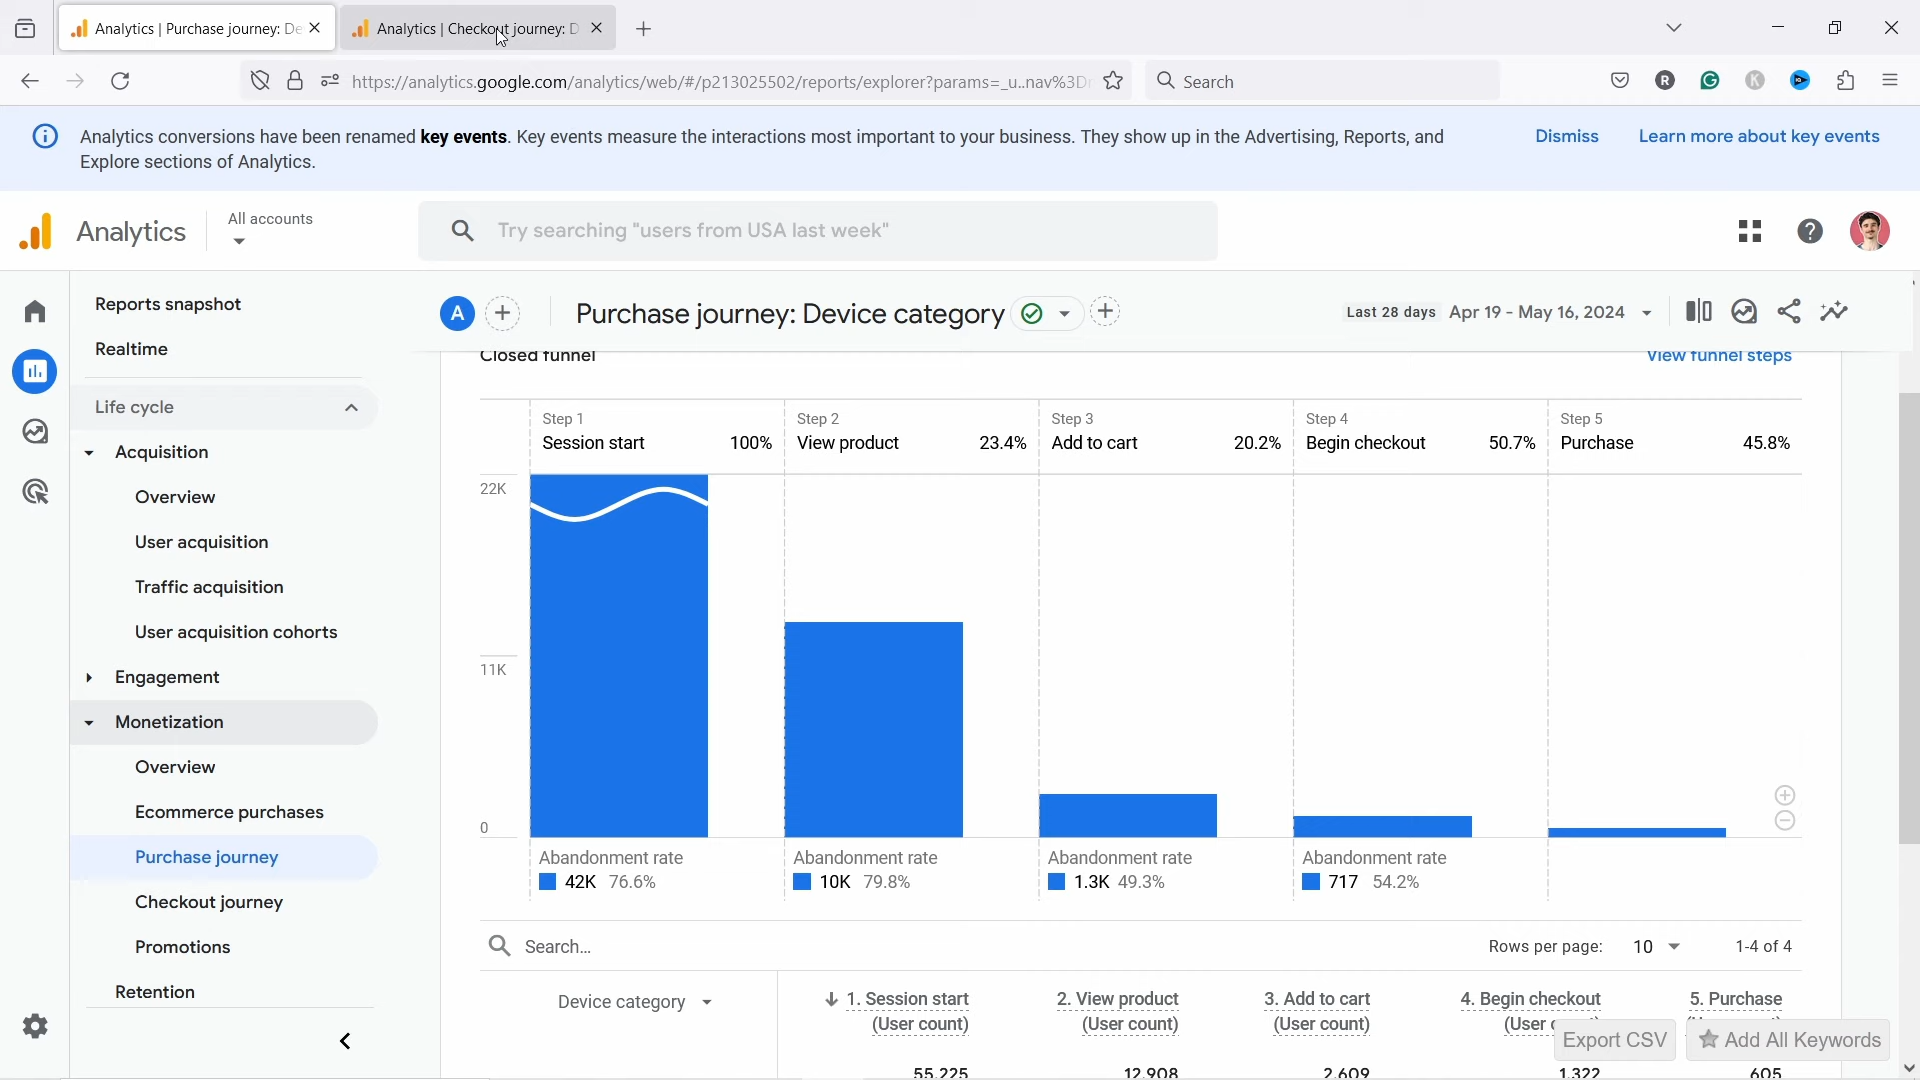 Analytics | Purchase journey: De
Analytics | Checkout journey: D
https://analytics.google.com/analytics/web/#/p213025502/reports/explorer?params=_u..nav%3D
Search
Analytics conversions have been renamed key events. Key events measure the interactions most important to your business. They show up in the Advertising, Reports, and
Explore sections of Analytics.
Dismiss
Learn more about key events
Analytics
All accounts
Try searching "users from USA last week"
Reports snapshot
Realtime
Life cycle
Acquisition
Overview
User acquisition
Traffic acquisition
User acquisition cohorts
Engagement
Monetization
Overview
Ecommerce purchases
Purchase journey
Checkout journey
Promotions
Retention
A
Purchase journey: Device category
Last 28 days Apr 19 - May 16, 2024
Closed funnel
View funnel steps
Step 1
Session start 100%
Step 2
View product 23.4%
Step 3
Add to cart 20.2%
Step 4
Begin checkout 50.7%
Step 5
Purchase 45.8%
22K
11K
0
Abandonment rate
42K 76.6%
Abandonment rate
10K 79.8%
Abandonment rate
1.3K 49.3%
Abandonment rate
717 54.2%
Search...
Rows per page: 10 1-4 of 4
Device category
1. Session start
(User count)
2. View product
(User count)
3. Add to cart
(User count)
4. Begin checkout
(User
5. Purchase
Export CSV
Add All Keywords
55,225 12,908 2,609 1,322 605